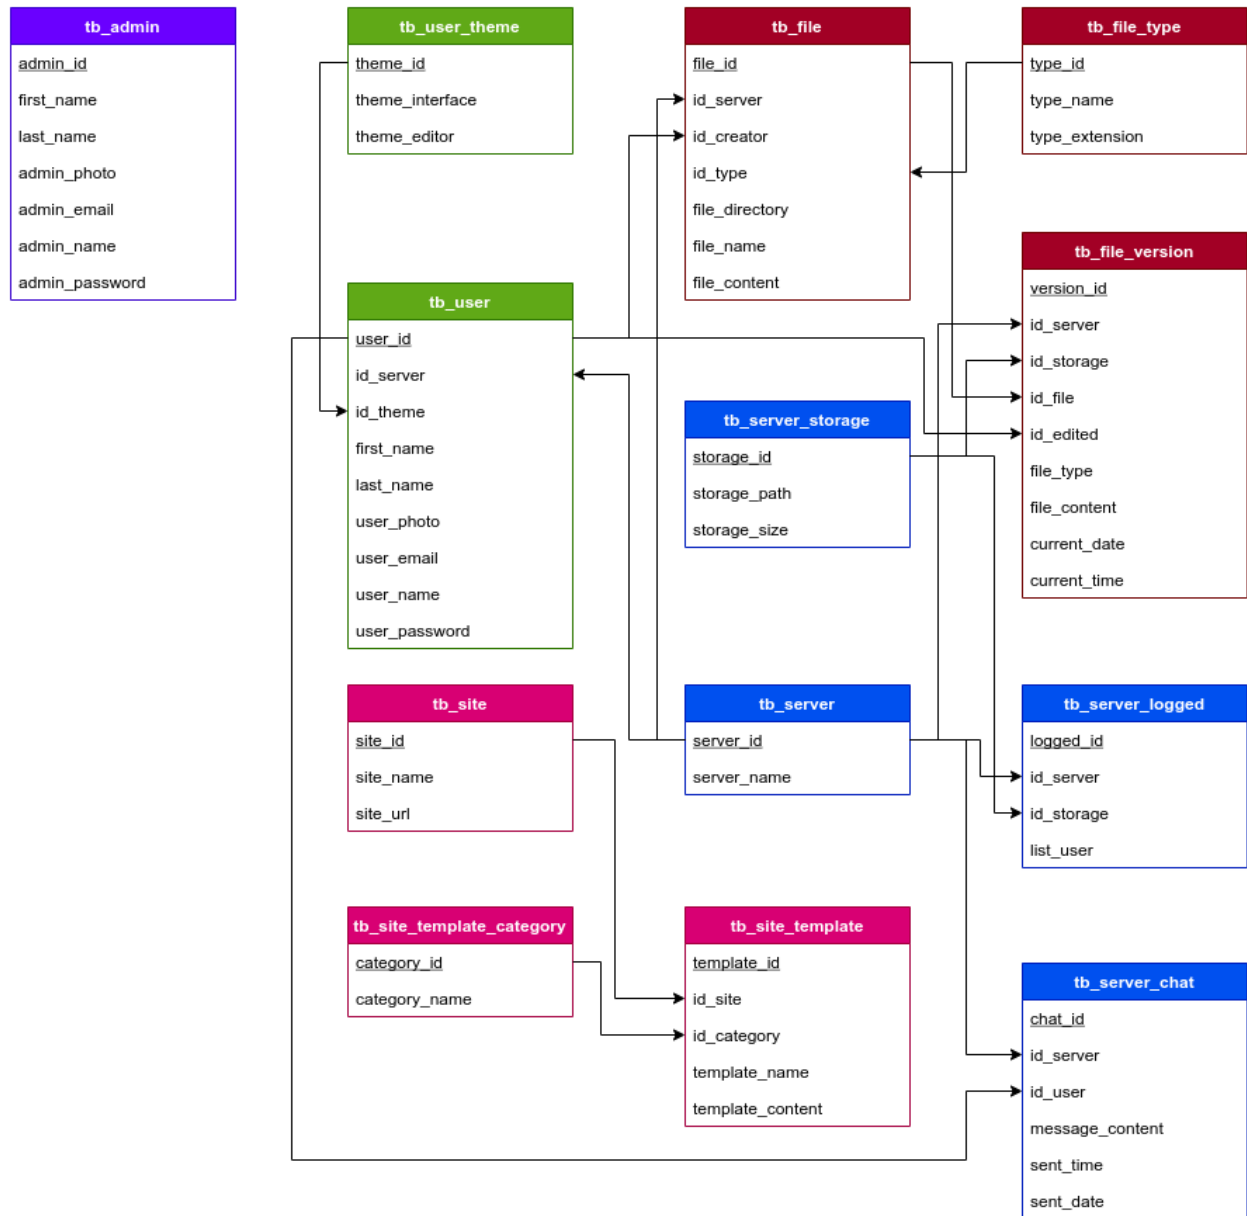 tb_admin
admin_id
first_name
last_name
admin_photo
admin_email
admin_name
admin_password
tb_user_theme
theme_id
theme_interface
theme_editor
tb_file
file_id
id_server
id_creator
id_type
file_directory
file_name
file_content
tb_file_type
type_id
type_name
type_extension
tb_user
user_id
id_server
id_theme
first_name
last_name
user_photo
user_email
user_name
user_password
tb_server_storage
storage_id
storage_path
storage_size
tb_file_version
version_id
id_server
id_storage
id_file
id_edited
file_type
file_content
current_date
current_time
tb_site
site_id
site_name
site_url
tb_server
server_id
server_name
tb_server_logged
logged_id
id_server
id_storage
list_user
tb_site_template_category
category_id
category_name
tb_site_template
template_id
id_site
id_category
template_name
template_content
tb_server_chat
chat_id
id_server
id_user
message_content
sent_time
sent_date